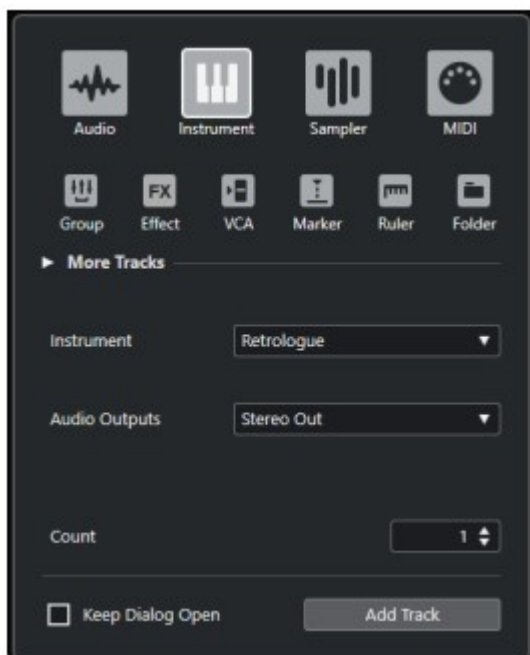 Audio Instrument Sampler MIDI
FX
Group Effect VCA Marker Ruler Folder
More Tracks
Instrument Retrologue
Audio Outputs Stereo Out
Count 1
Keep Dialog Open Add Track